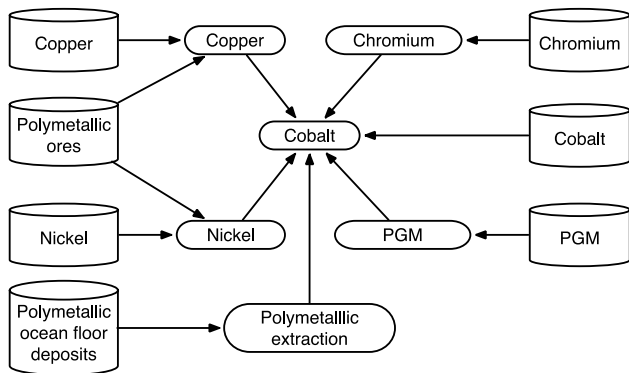 Copper
Copper
Chromium
Chromium
Polymetallic
ores
Cobalt
Cobalt
Nickel
Nickel
PGM
PGM
Polymetallic
ocean floor
deposits
Polymetalllic
extraction